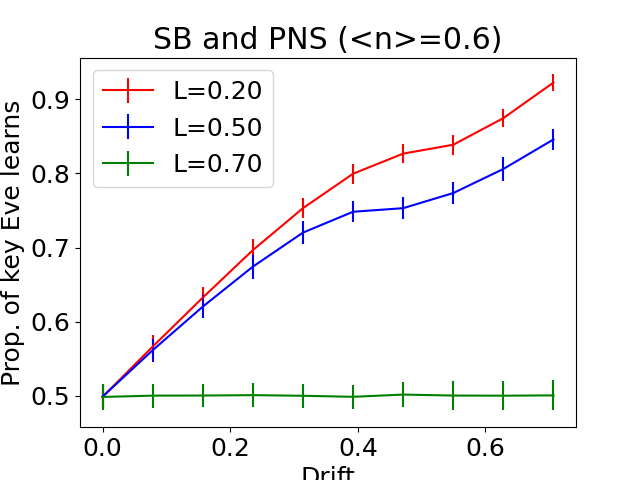 SB and PNS (<n>=0.6)
Prop. of key Eve learns
0.9
0.8
0.7
0.6
0.5
L=0.20
L=0.50
L=0.70
0.0 0.2 0.4 0.6
Drift